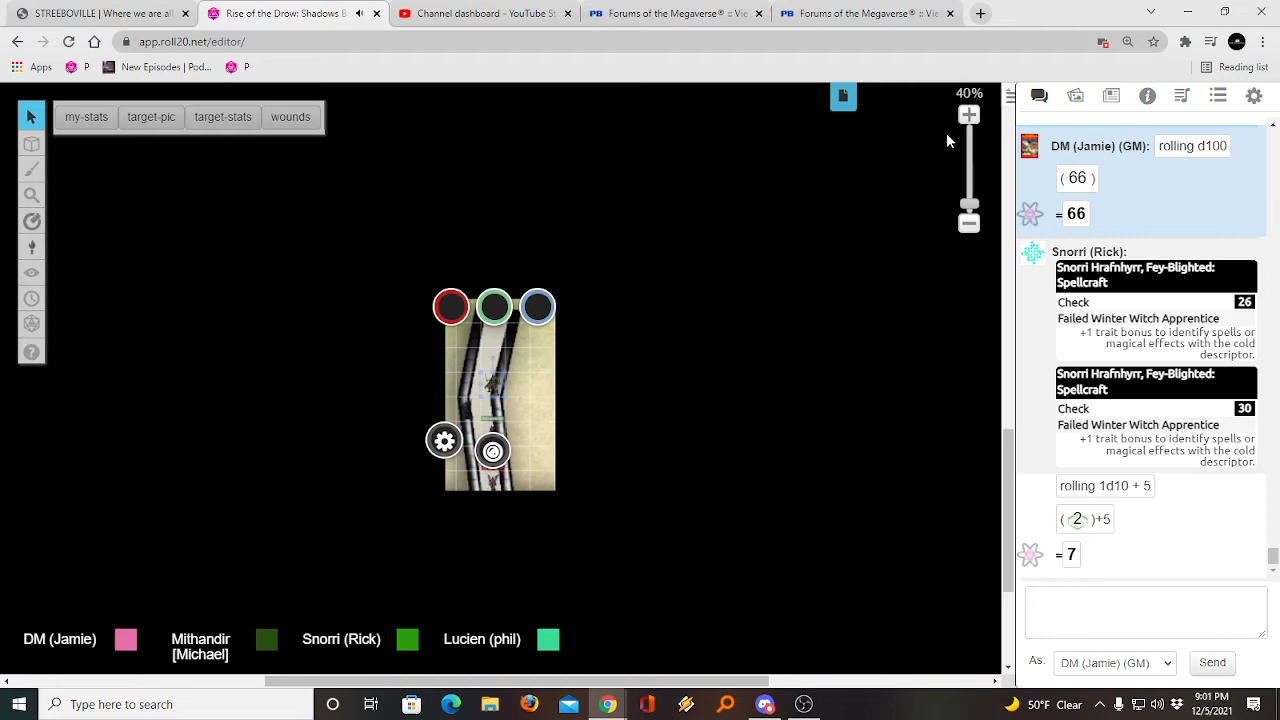 STREEBOVILLE | Were we all be
Rise of the Drow: Shadows B
Channel dashboard - YouTube St
Forums of the Megaverse® :: Vie
Forums of the Megaverse® :: Vie
app.roll20.net/editor/
Apps
P
New Episodes | Pod...
P
Reading list
my-stats
target-pic
target-stats
wounds
40%
DM (Jamie) (GM): rolling d100
( 66 )
=66
Snorri (Rick):
Snorri Hrafnhyrr, Fey-Blighted:
Spellcraft
Check 26
Failed Winter Witch Apprentice
+1 trait bonus to identify spells or
magical effects with the cold
descriptor.
Snorri Hrafnhyrr, Fey-Blighted:
Spellcraft
Check 30
Failed Winter Witch Apprentice
+1 trait bonus to identify spells or
magical effects with the cold
descriptor.
rolling 1d10 + 5
( 2 )+5
=7
DM (Jamie)
Mithandir
[Michael]
Snorri (Rick)
Lucien (phil)
As: DM (Jamie) (GM)
Send
Type here to search
50°F Clear
9:01 PM
12/5/2021